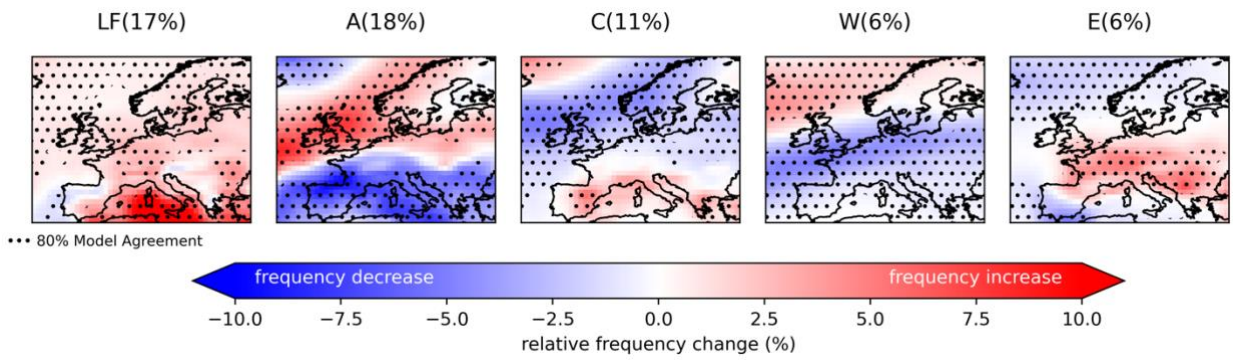 LF(17%) A(18%) C(11%) W(6%) E(6%)
••• 80% Model Agreement
frequency decrease frequency increase
−10.0 −7.5 −5.0 −2.5 0.0 2.5 5.0 7.5 10.0
relative frequency change (%)